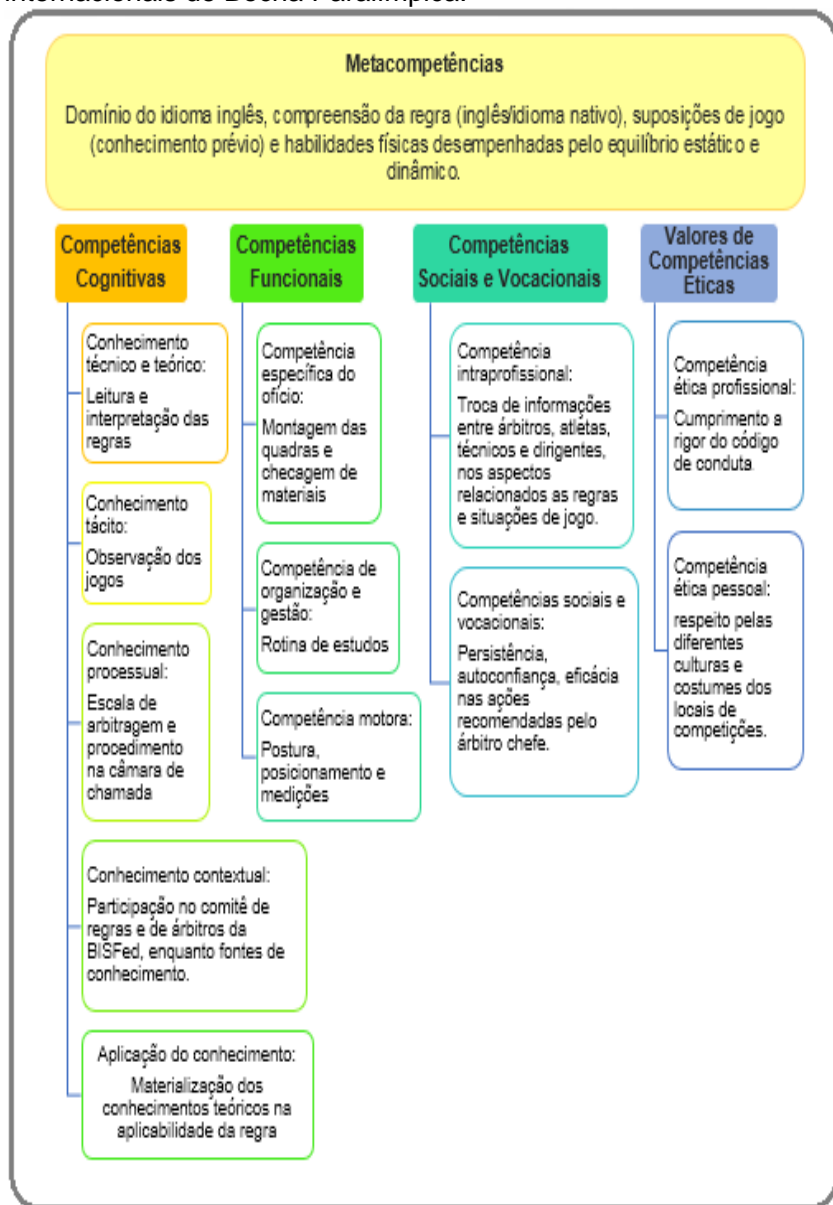 internacionais de Bocha Paralímpica.
Metacompetências
Domínio do idioma inglês, compreensão da regra (inglês/idioma nativo), suposições de jogo
(conhecimento prévio) e habilidades físicas desempenhadas pelo equilíbrio estático e
dinâmico.
Competências
Cognitivas
Conhecimento
técnico e teórico:
Leitura e
interpretação das
regras
Conhecimento
tácito:
Observação dos
jogos
Conhecimento
processual:
Escala de
arbitragem e
procedimento
na câmara de
chamada
Conhecimento contextual:
Participação no comitê de
regras e de árbitros da
BISFed, enquanto fontes de
conhecimento.
Aplicação do conhecimento:
Materialização dos
conhecimentos teóricos na
aplicabilidade da regra
Competências
Funcionais
Competência
específica do
ofício:
Montagem das
quadras e
checagem de
materiais
Competência de
organização e
gestão:
Rotina de estudos
Competência motora:
Postura,
posicionamento e
medições
Competências
Sociais e Vocacionais
Competência
intraprofissional:
Troca de informações
entre árbitros, atletas,
técnicos e dirigentes,
nos aspectos
relacionados as regras
e situações de jogo.
Competências sociais e
vocacionais:
Persistência,
autoconfiança, eficácia
nas ações
recomendadas pelo
árbitro chefe.
Valores de
Competências
Éticas
Competência
ética profissional:
Cumprimento a
rigor do código
de conduta
Competência
ética pessoal:
respeito pelas
diferentes
culturas e
costumes dos
locais de
competições.